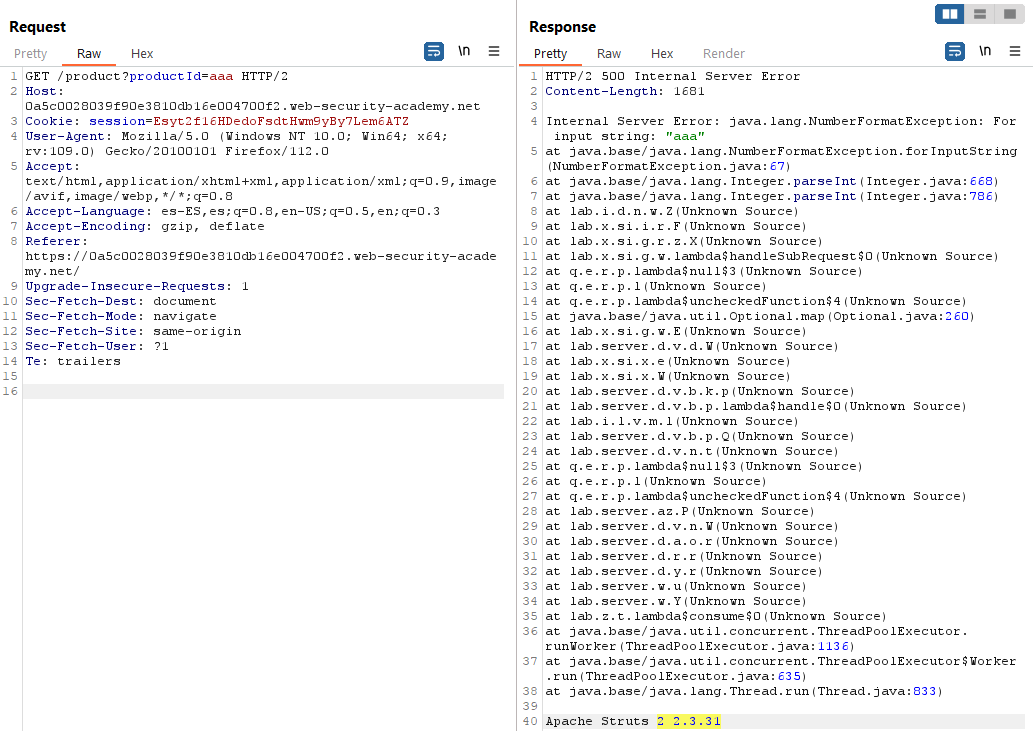 Request
Pretty Raw Hex
\n
1 GET /product?productId=aaa HTTP/2
2 Host:
0a5c0028039f90e3810db16e004700f2.web-security-academy.net
3 Cookie: session=Esyt2f16HDedoFsdtHwm9yBy7Lem6ATZ
4 User-Agent: Mozilla/5.0 (Windows NT 10.0; Win64; x64;
rv:109.0) Gecko/20100101 Firefox/112.0
5 Accept:
text/html,application/xhtml+xml,application/xml;q=0.9,image
/avif,image/webp,*/*;q=0.8
6 Accept-Language: es-ES,es;q=0.8,en-US;q=0.5,en;q=0.3
7 Accept-Encoding: gzip, deflate
8 Referer:
https://0a5c0028039f90e3810db16e004700f2.web-security-acade
my.net/
9 Upgrade-Insecure-Requests: 1
10 Sec-Fetch-Dest: document
11 Sec-Fetch-Mode: navigate
12 Sec-Fetch-Site: same-origin
13 Sec-Fetch-User: ?1
14 Te: trailers
15
16
Response
Pretty Raw Hex Render
\n
1 HTTP/2 500 Internal Server Error
2 Content-Length: 1681
3
4 Internal Server Error: java.lang.NumberFormatException: For
input string: "aaa"
5 at java.base/java.lang.NumberFormatException.forInputString
(NumberFormatException.java:67)
6 at java.base/java.lang.Integer.parseInt(Integer.java:668)
7 at java.base/java.lang.Integer.parseInt(Integer.java:786)
8 at lab.i.d.n.w.Z(Unknown Source)
9 at lab.x.si.i.r.F(Unknown Source)
10 at lab.x.si.g.r.z.X(Unknown Source)
11 at lab.x.si.g.w.lambda$handleSubRequest$0(Unknown Source)
12 at q.e.r.p.lambda$null$3(Unknown Source)
13 at q.e.r.p.l(Unknown Source)
14 at q.e.r.p.lambda$uncheckedFunction$4(Unknown Source)
15 at java.base/java.util.Optional.map(Optional.java:260)
16 at lab.x.si.g.w.E(Unknown Source)
17 at lab.server.d.v.d.W(Unknown Source)
18 at lab.x.si.x.e(Unknown Source)
19 at lab.x.si.x.W(Unknown Source)
20 at lab.server.d.v.b.k.p(Unknown Source)
21 at lab.server.d.v.b.p.lambda$handle$0(Unknown Source)
22 at lab.i.l.v.m.l(Unknown Source)
23 at lab.server.d.v.b.p.Q(Unknown Source)
24 at lab.server.d.v.n.t(Unknown Source)
25 at q.e.r.p.lambda$null$3(Unknown Source)
26 at q.e.r.p.l(Unknown Source)
27 at q.e.r.p.lambda$uncheckedFunction$4(Unknown Source)
28 at lab.server.az.P(Unknown Source)
29 at lab.server.d.v.n.W(Unknown Source)
30 at lab.server.d.a.o.r(Unknown Source)
31 at lab.server.d.r.r(Unknown Source)
32 at lab.server.d.y.r(Unknown Source)
33 at lab.server.w.u(Unknown Source)
34 at lab.server.w.Y(Unknown Source)
35 at lab.z.t.lambda$consume$0(Unknown Source)
36 at java.base/java.util.concurrent.ThreadPoolExecutor.
runWorker(ThreadPoolExecutor.java:1136)
37 at java.base/java.util.concurrent.ThreadPoolExecutor$Worker
.run(ThreadPoolExecutor.java:635)
38 at java.base/java.lang.Thread.run(Thread.java:833)
39
40 Apache Struts 2 2.3.31